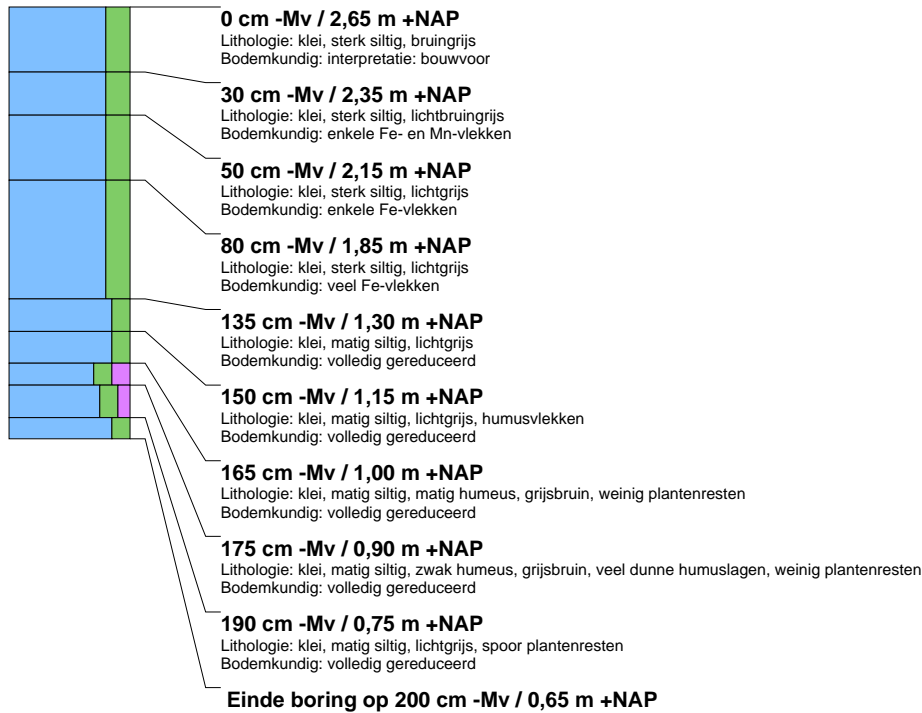 0 cm -Mv / 2,65 m +NAP
Lithologie: klei, sterk siltig, bruingrijs
Bodemkundig: interpretatie: bouwvoor
30 cm -Mv / 2,35 m +NAP
Lithologie: klei, sterk siltig, lichtbruingrijs
Bodemkundig: enkele Fe- en Mn-vlekken
50 cm -Mv / 2,15 m +NAP
Lithologie: klei, sterk siltig, lichtgrijs
Bodemkundig: enkele Fe-vlekken
80 cm -Mv / 1,85 m +NAP
Lithologie: klei, sterk siltig, lichtgrijs
Bodemkundig: veel Fe-vlekken
135 cm -Mv / 1,30 m +NAP
Lithologie: klei, matig siltig, lichtgrijs
Bodemkundig: volledig gereduceerd
150 cm -Mv / 1,15 m +NAP
Lithologie: klei, matig siltig, lichtgrijs, humusvlekken
Bodemkundig: volledig gereduceerd
165 cm -Mv / 1,00 m +NAP
Lithologie: klei, matig siltig, matig humeus, grijsbruin, weinig plantenresten
Bodemkundig: volledig gereduceerd
175 cm -Mv / 0,90 m +NAP
Lithologie: klei, matig siltig, zwak humeus, grijsbruin, veel dunne humuslagen, weinig plantenresten
Bodemkundig: volledig gereduceerd
190 cm -Mv / 0,75 m +NAP
Lithologie: klei, matig siltig, lichtgrijs, spoor plantenresten
Bodemkundig: volledig gereduceerd
Einde boring op 200 cm -Mv / 0,65 m +NAP